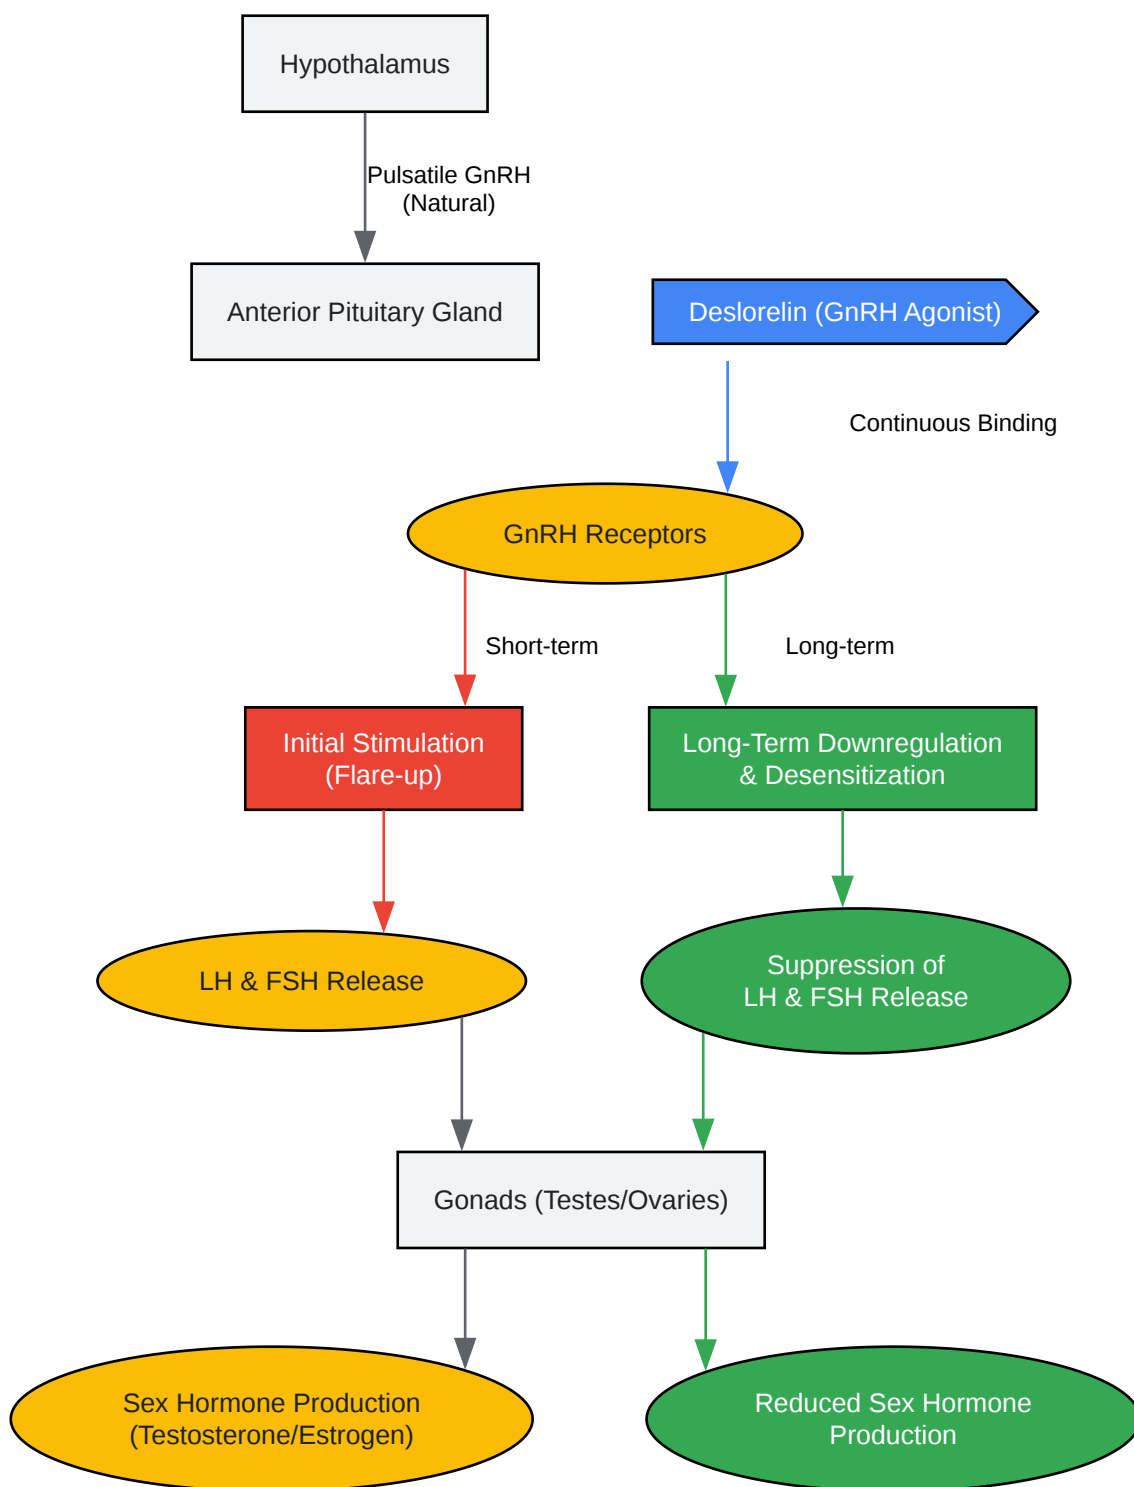 Hypothalamus
Pulsatile GnRH
(Natural)
Anterior Pituitary Gland
Deslorelin (GnRH Agonist)
Continuous Binding
GnRH Receptors
Short-term
Long-term
Initial Stimulation
(Flare-up)
Long-Term Downregulation
& Desensitization
LH & FSH Release
Suppression of
LH & FSH Release
Gonads (Testes/Ovaries)
Sex Hormone Production
(Testosterone/Estrogen)
Reduced Sex Hormone
Production